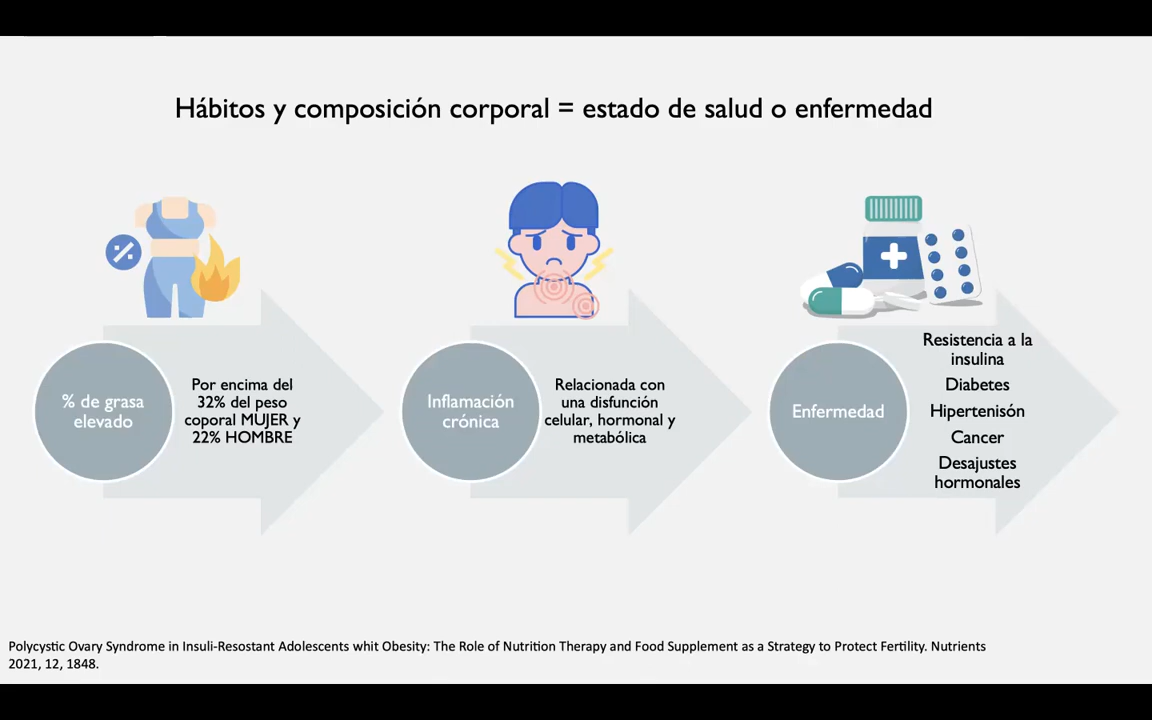 Hábitos y composición corporal = estado de salud o enfermedad
% de grasa
elevado
Por encima del
32% del peso
coporal MUJER y
22% HOMBRE
Inflamación
crónica
Relacionada con
una disfunción
celular, hormonal y
metabólica
Enfermedad
Resistencia a la
insulina
Diabetes
Hipertenisón
Cancer
Desajustes
hormonales
Polycystic Ovary Syndrome in Insuli-Resostant Adolescents whit Obesity: The Role of Nutrition Therapy and Food Supplement as a Strategy to Protect Fertility. Nutrients
2021, 12, 1848.